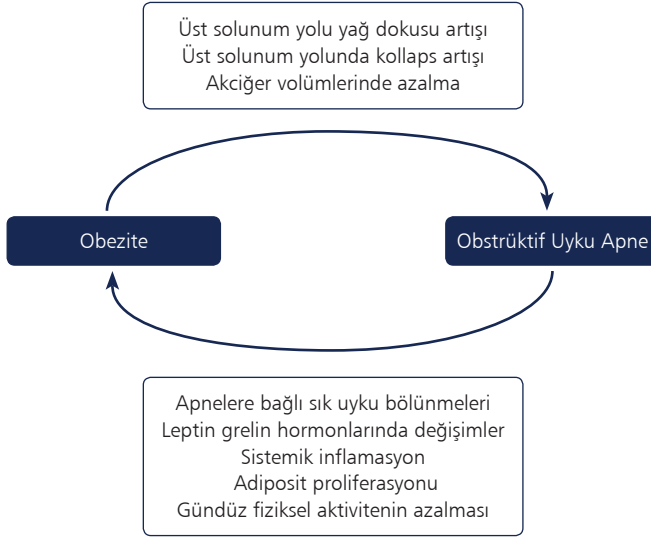 Üst solunum yolu yağ dokusu artışı
Üst solunum yolunda kollaps artışı
Akciğer volümlerinde azalma
Obezite
Obstrüktif Uyku Apne
Apnelere bağlı sık uyku bölünmeleri
Leptin grelin hormonlarında değişimler
Sistemik inflamasyon
Adiposit proliferasyonu
Gündüz fiziksel aktivitenin azalması